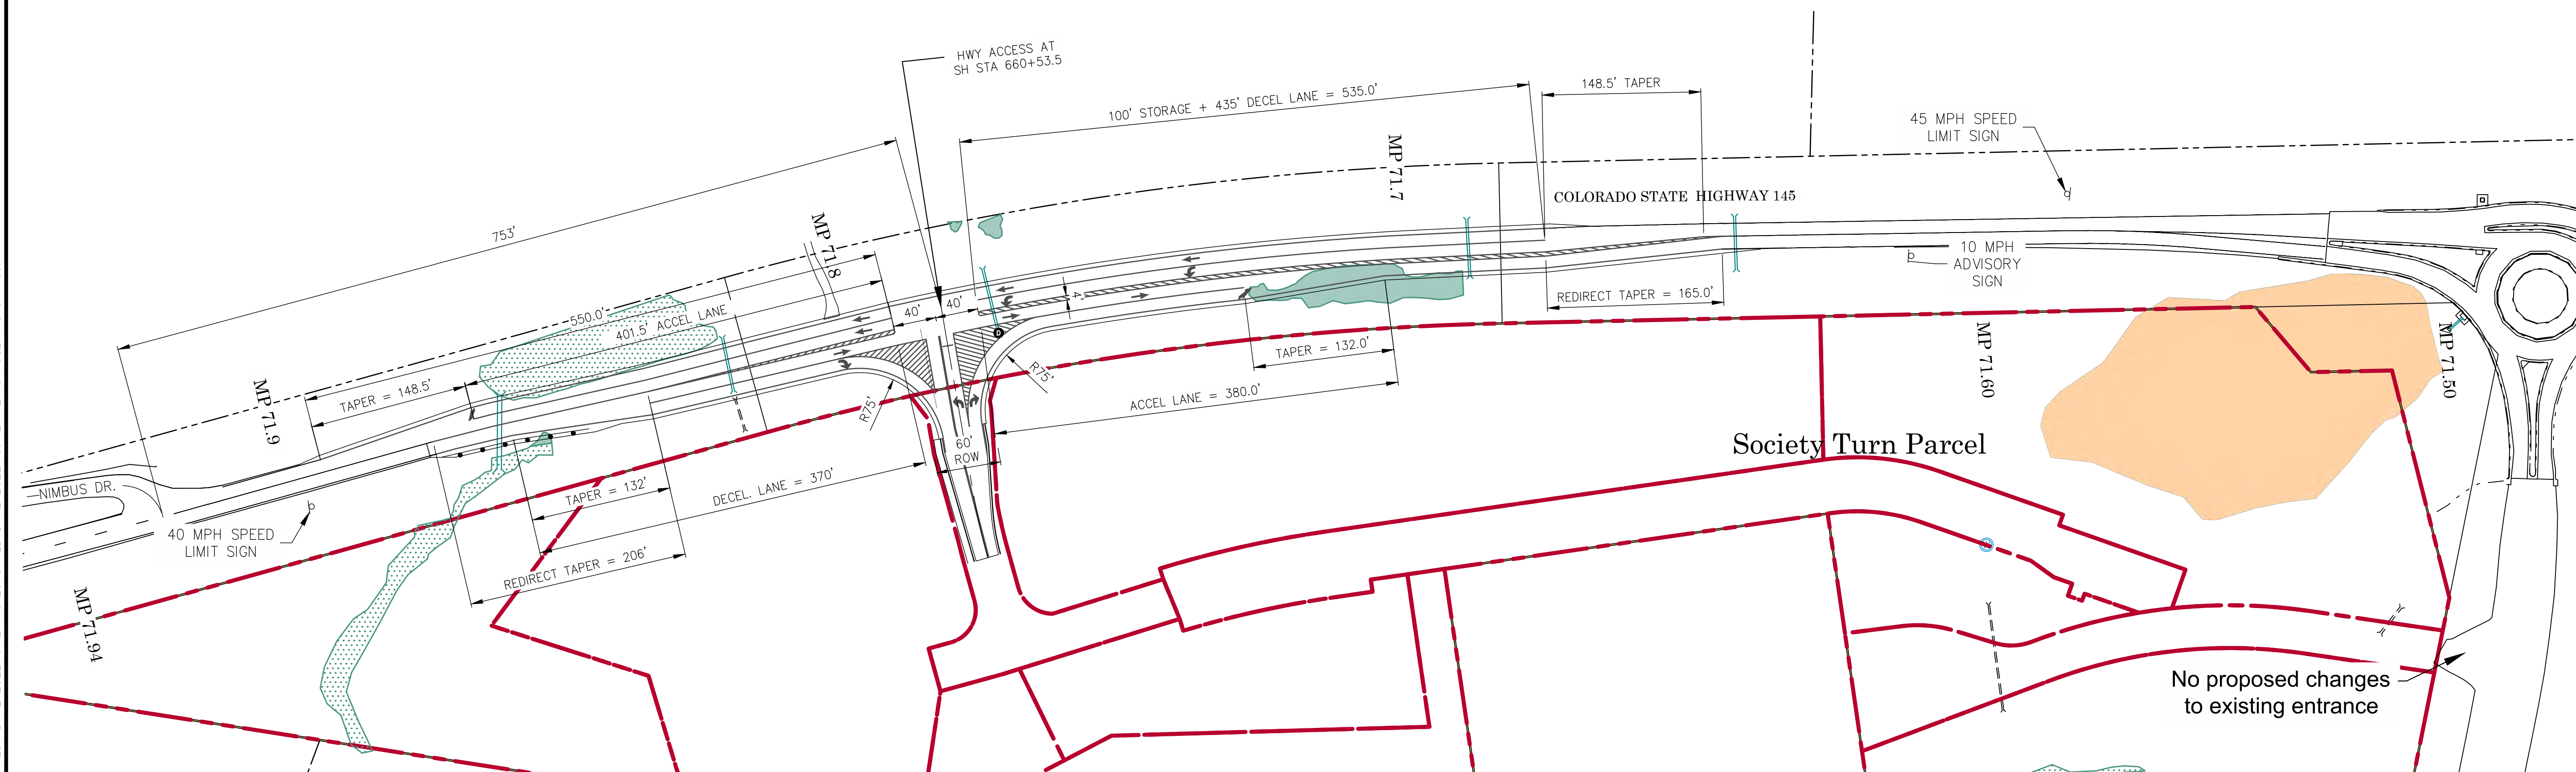 HWY ACCESS AT
SH STA 660+53.5
100' STORAGE + 435' DECEL LANE = 535.0'
148.5' TAPER
45 MPH SPEED
LIMIT SIGN
MP 71.7
COLORADO STATE HIGHWAY 145
753'
MP 71.8
10 MPH
ADVISORY
SIGN
550.0'
401.5' ACCEL LANE
40'
40'
4'
REDIRECT TAPER = 165.0'
TAPER = 148.5'
MP 71.9
R75'
R75'
TAPER = 132.0'
ACCEL LANE = 380.0'
MP 71.60
MP 71.50
60'
ROW
Society Turn Parcel
NIMBUS DR.
40 MPH SPEED
LIMIT SIGN
TAPER = 132'
DECEL. LANE = 370'
REDIRECT TAPER = 206'
MP 71.94
No proposed changes
to existing entrance